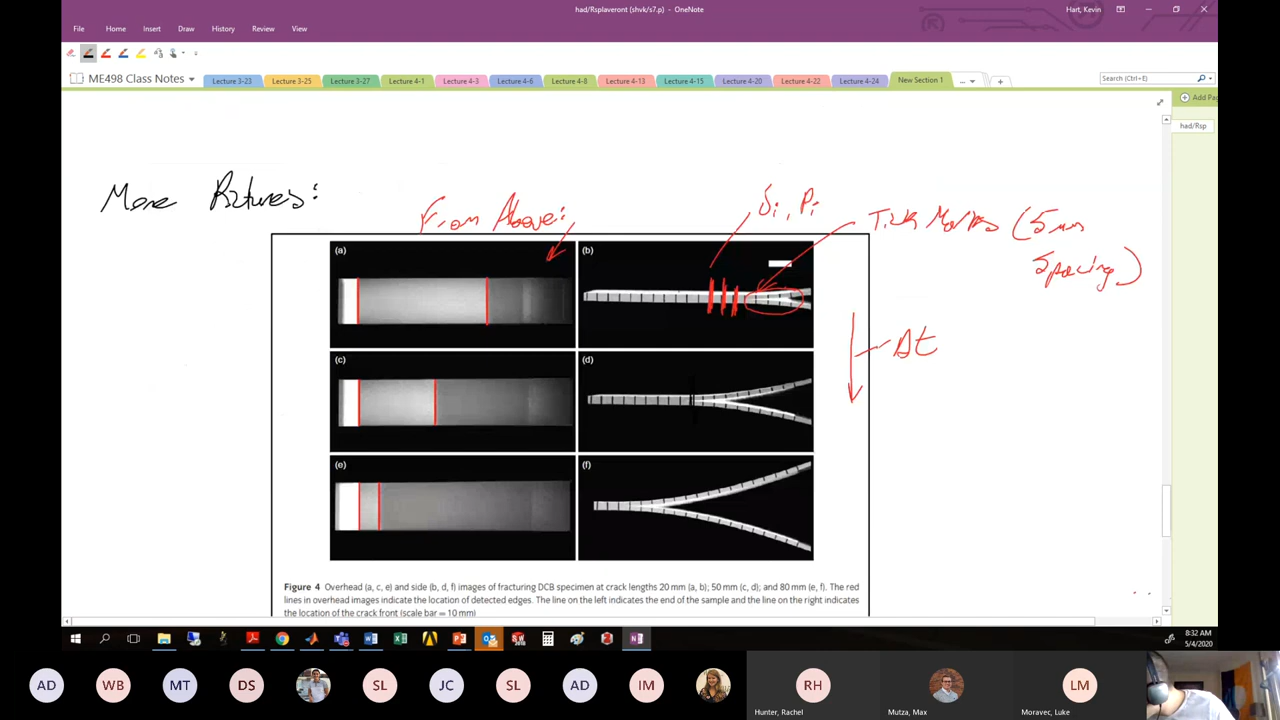 had/Rsplaveront (shvk/s7.p) - OneNote
Hart, Kevin
File Home Insert Draw History Review View
ME498 Class Notes
Lecture 3-23 Lecture 3-25 Lecture 3-27 Lecture 4-1 Lecture 4-3 Lecture 4-6 Lecture 4-8 Lecture 4-13 Lecture 4-15 Lecture 4-20 Lecture 4-22 Lecture 4-24 New Section 1 ...
Search (Ctrl+E)
Add Pag
had/Rsp
More Pictures:
From Above:
δi, Pi
Tick Marks (5mm
Spacing)
Δt
(a) (b)
(c) (d)
(e) (f)
Figure 4 Overhead (a, c, e) and side (b, d, f) images of fracturing DCB specimen at crack lengths 20 mm (a, b); 50 mm (c, d); and 80 mm (e, f). The red
lines in overhead images indicate the location of detected edges. The line on the left indicates the end of the sample and the line on the right indicates
the location of the crack front (scale bar = 10 mm)
8:32 AM
5/4/2020
AD WB MT DS SL JC SL AD IM RH LM
Hunter, Rachel
Mutza, Max
Moravec, Luke